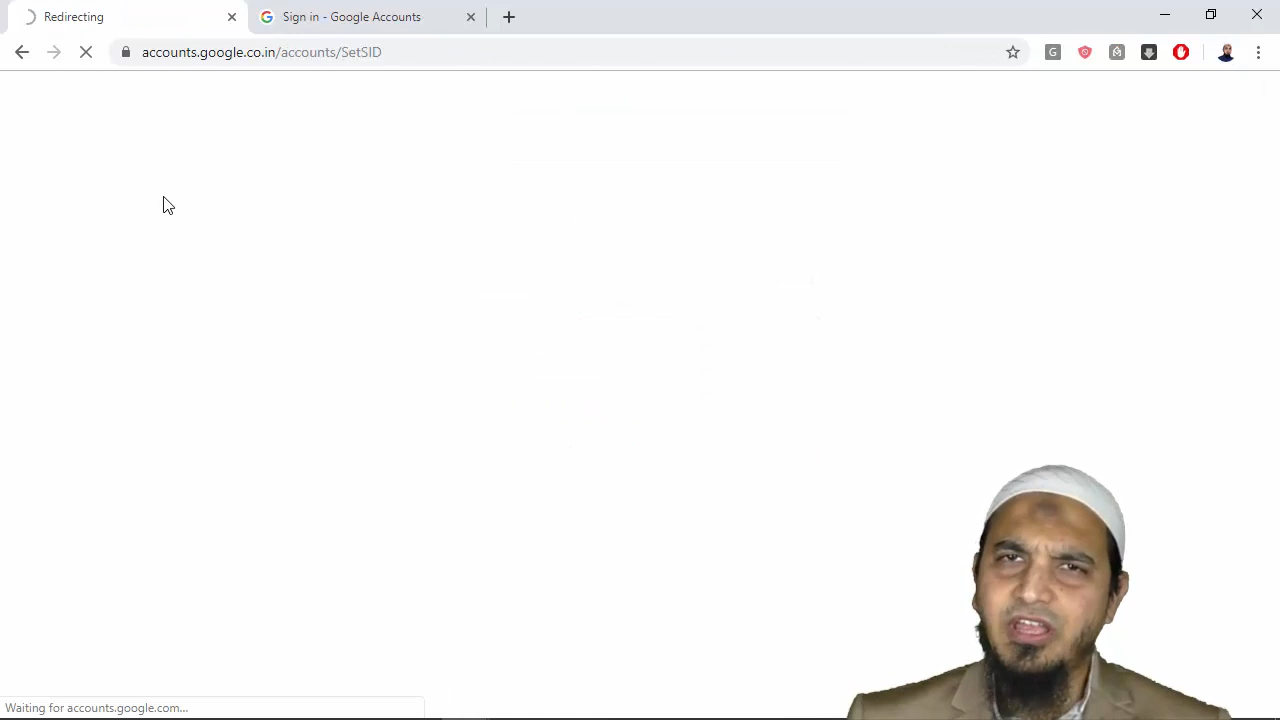 Redirecting
Sign in - Google Accounts
accounts.google.co.in/accounts/SetSID
Waiting for accounts.google.com...